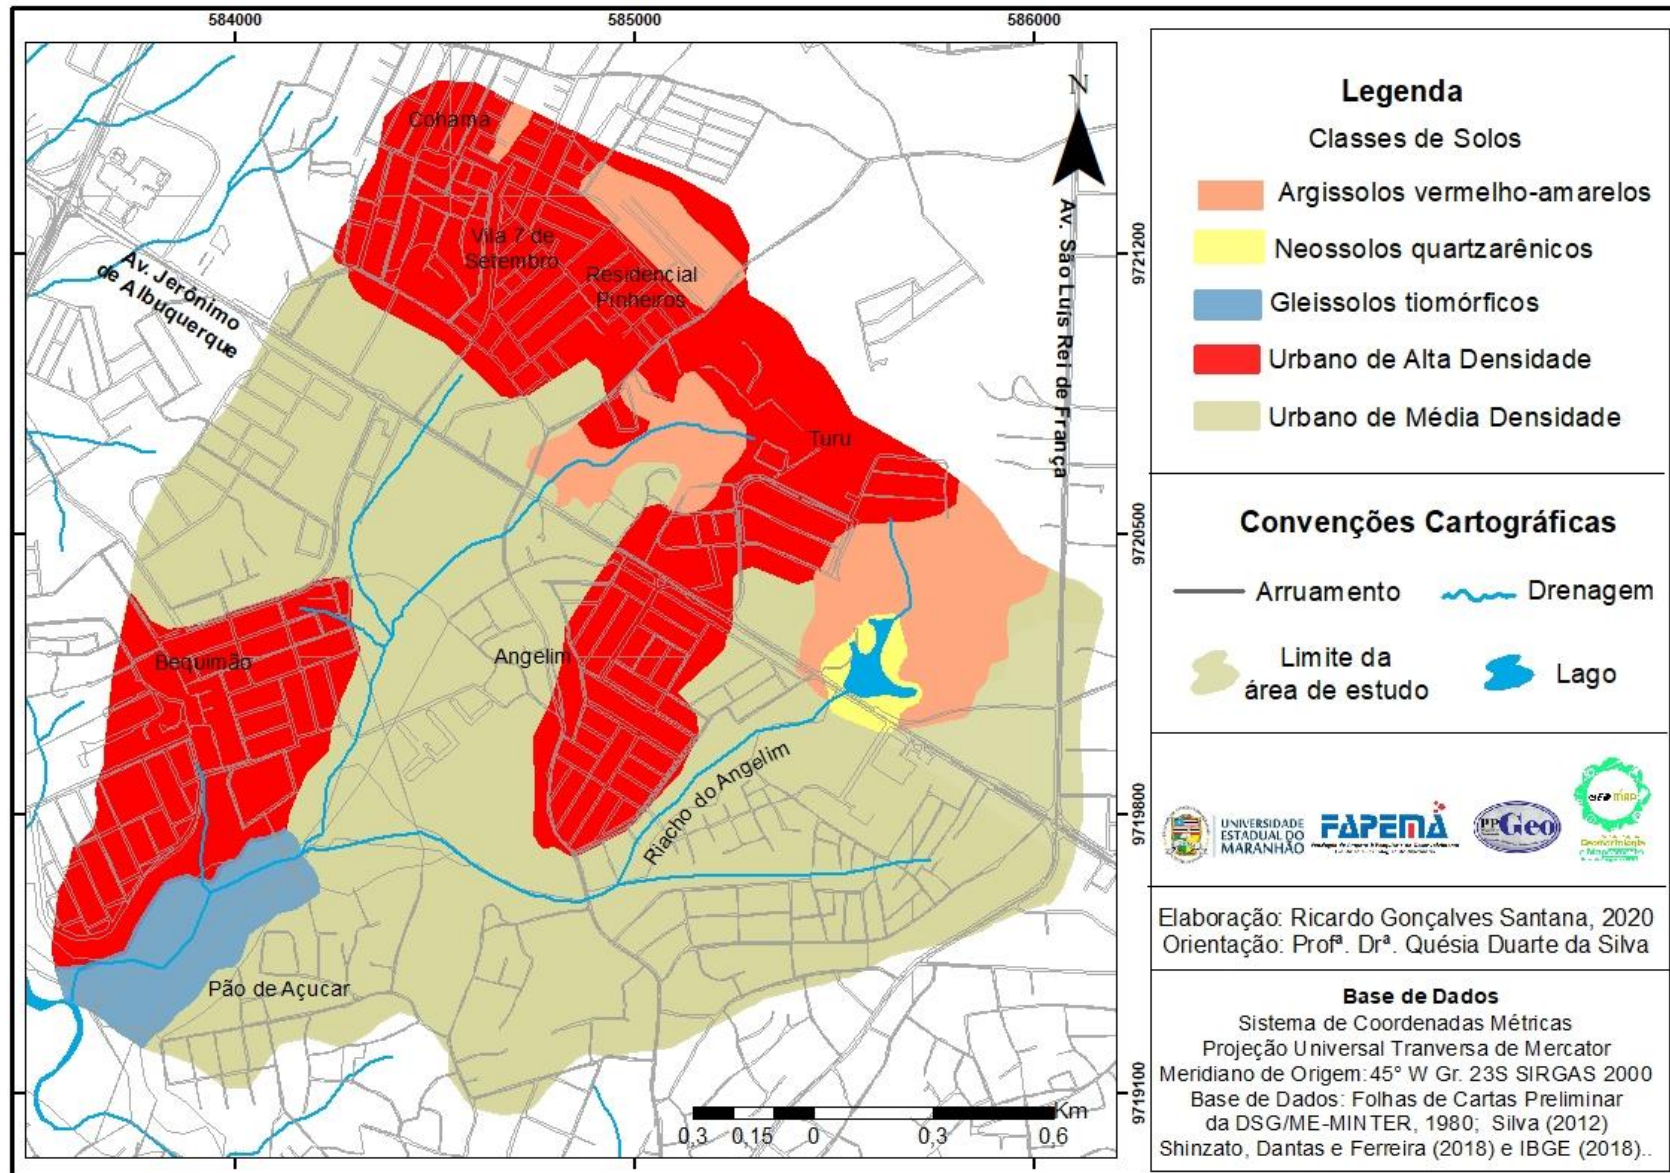 584000
585000
586000
N
Cohama
Vila 7 de
Setembro
Residencial
Pinheiros
Av. Jerônimo
de Albuquerque
Av. São Luís Rei de França
9721200
Turu
9720500
Bequimão
Angelim
Riacho do Angelim
9719800
Pão de Açucar
9719100
Km
0,3 0,15 0 0,3 0,6
Legenda
Classes de Solos
Argissolos vermelho-amarelos
Neossolos quartzarênicos
Gleissolos tiomórficos
Urbano de Alta Densidade
Urbano de Média Densidade
Convenções Cartográficas
Arruamento
Drenagem
Limite da
área de estudo
Lago
UNIVERSIDADE
ESTADUAL DO
MARANHÃO
FAPEMA
PPGeo
Elaboração: Ricardo Gonçalves Santana, 2020
Orientação: Profª. Drª. Quésia Duarte da Silva
Base de Dados
Sistema de Coordenadas Métricas
Projeção Universal Tranversa de Mercator
Meridiano de Origem:45° W Gr. 23S SIRGAS 2000
Base de Dados: Folhas de Cartas Preliminar
da DSG/ME-MINTER, 1980; Silva (2012)
Shinzato, Dantas e Ferreira (2018) e IBGE (2018)..